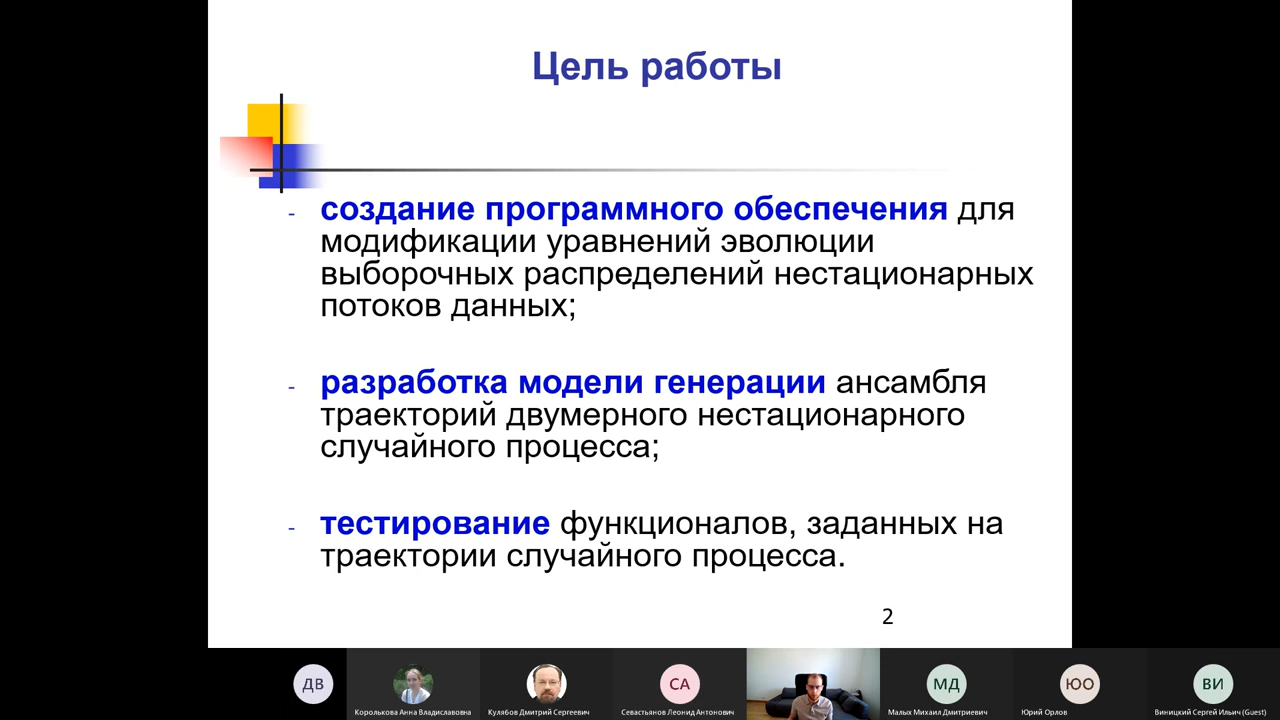 Цель работы
- создание программного обеспечения для
модификации уравнений эволюции
выборочных распределений нестационарных
потоков данных;
- разработка модели генерации ансамбля
траекторий двумерного нестационарного
случайного процесса;
- тестирование функционалов, заданных на
траектории случайного процесса.
2
ДВ
СА
МД
ЮО
ВИ
Королькова Анна Владиславовна
Кулябов Дмитрий Сергеевич
Севастьянов Леонид Антонович
Малых Михаил Дмитриевич
Юрий Орлов
Виницкий Сергей Ильич (Guest)